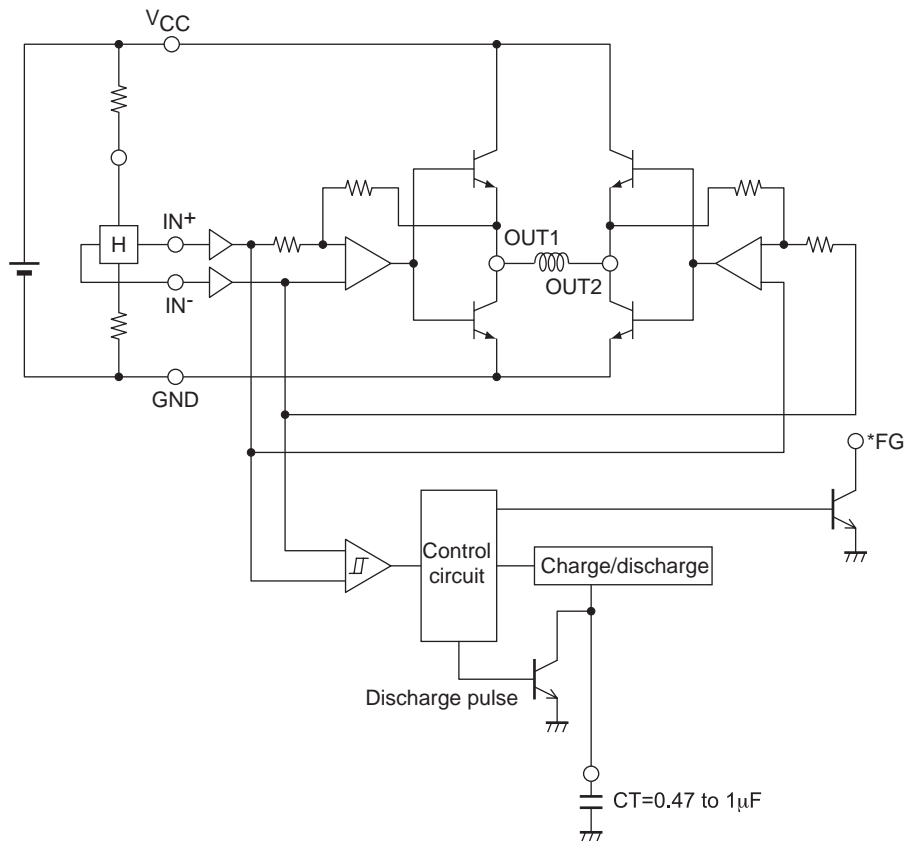 VCC
IN+
H
OUT1
OUT2
IN-
GND
*FG
Control
circuit
Charge/discharge
Discharge pulse
CT=0.47 to 1μF